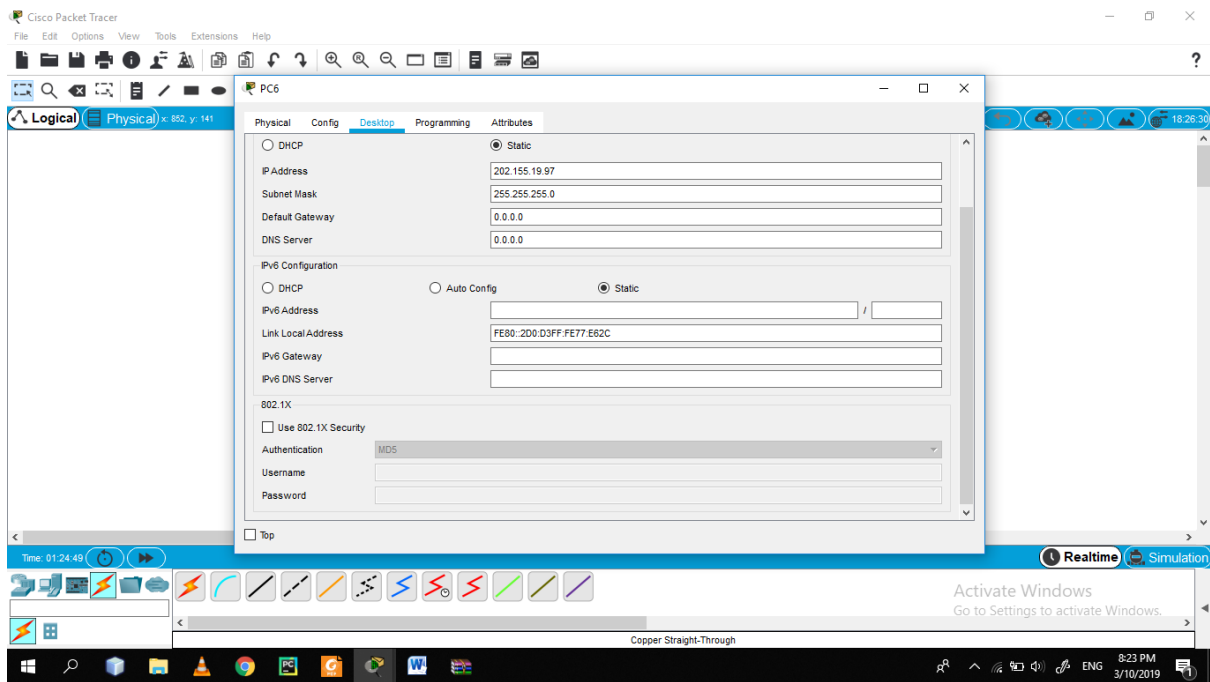 Cisco Packet Tracer
File Edit Options View Tools Extensions Help
?
PC6
Logical Physical x: 852, y: 141
18:26:30
Physical Config Desktop Programming Attributes
DHCP Static
IP Address 202.155.19.97
Subnet Mask 255.255.255.0
Default Gateway 0.0.0.0
DNS Server 0.0.0.0
IPv6 Configuration
DHCP Auto Config Static
IPv6 Address /
Link Local Address FE80::2D0:D3FF:FE77:E62C
IPv6 Gateway
IPv6 DNS Server
802.1X
Use 802.1X Security
Authentication MD5
Username
Password
Top
Time: 01:24:49 Realtime Simulation
Activate Windows
Go to Settings to activate Windows.
Copper Straight-Through
ENG 8:23 PM
3/10/2019